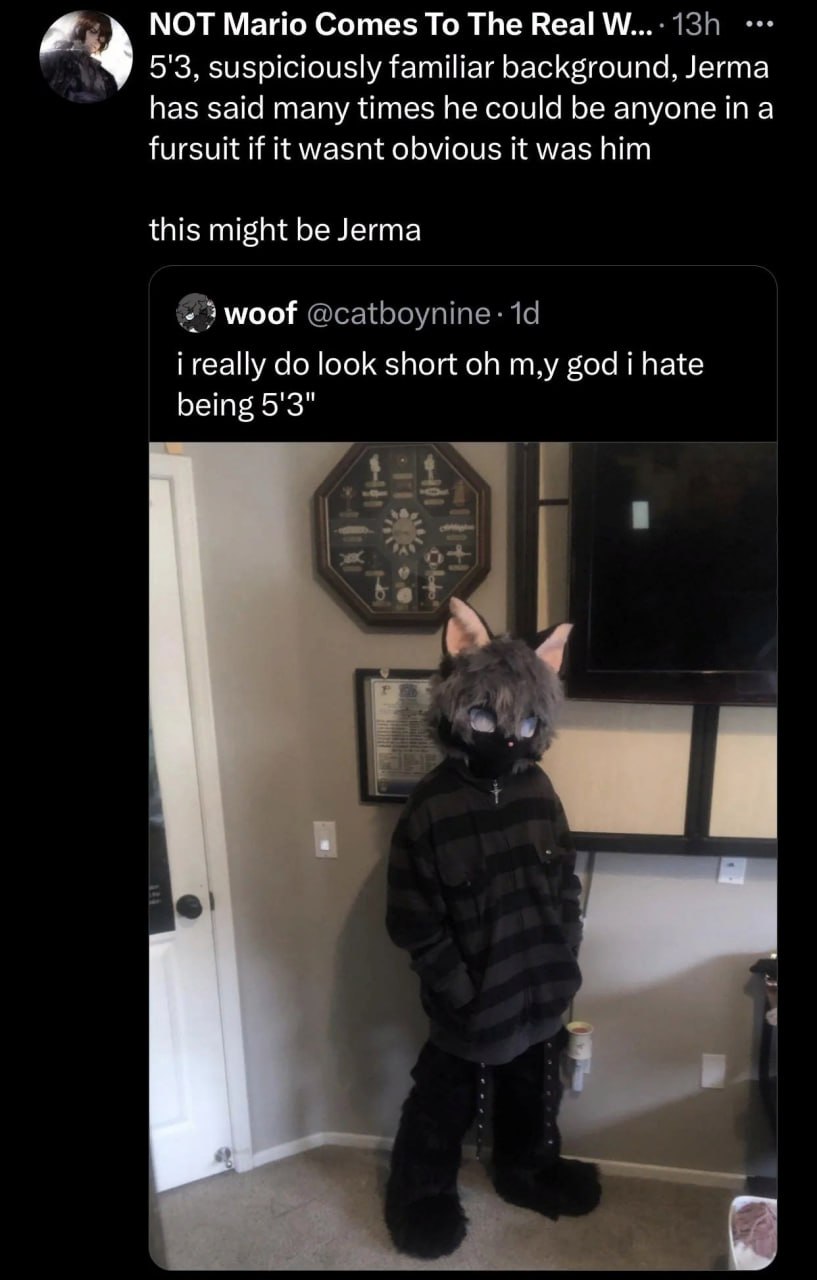 NOT Mario Comes To The Real W... · 13h
5'3, suspiciously familiar background, Jerma
has said many times he could be anyone in a
fursuit if it wasnt obvious it was him
this might be Jerma
woof @catboynine · 1d
i really do look short oh m,y god i hate
being 5'3"